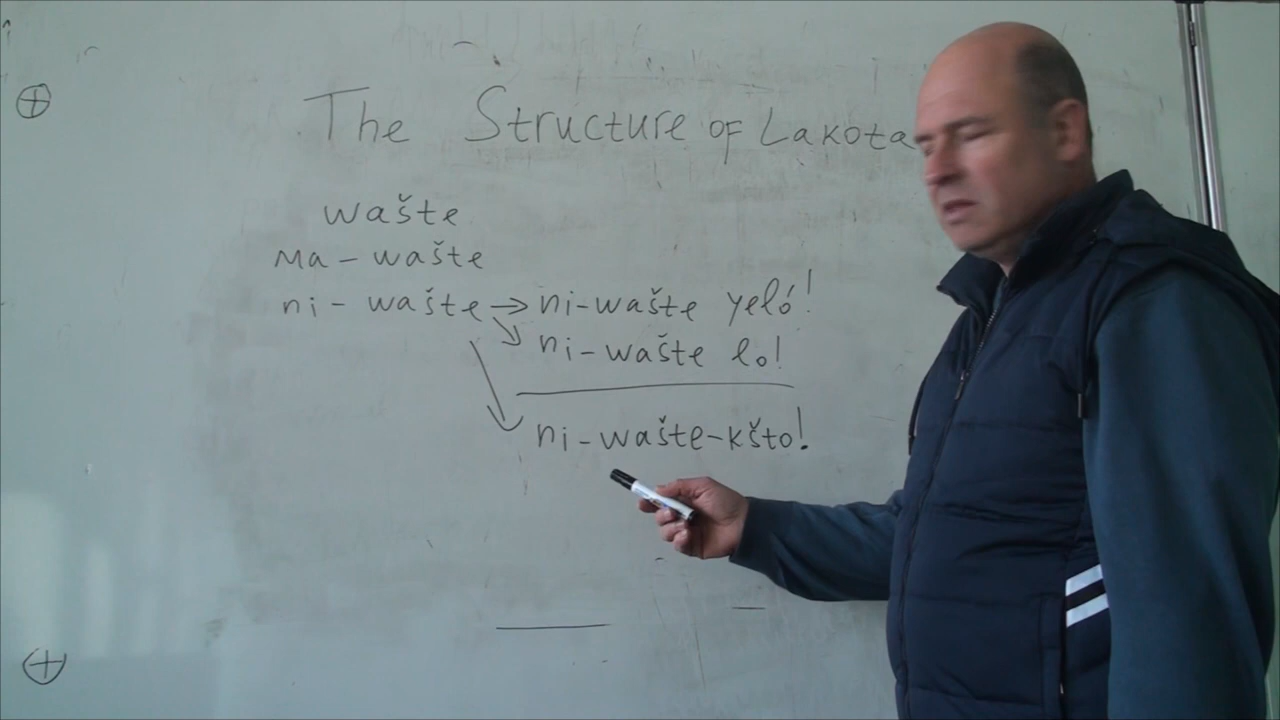 The Structure of Lakota
wašte
ma - wašte
ni - wašte → ni-wašte yeló!
ni-wašte lo!
ni-wašte-kšto!